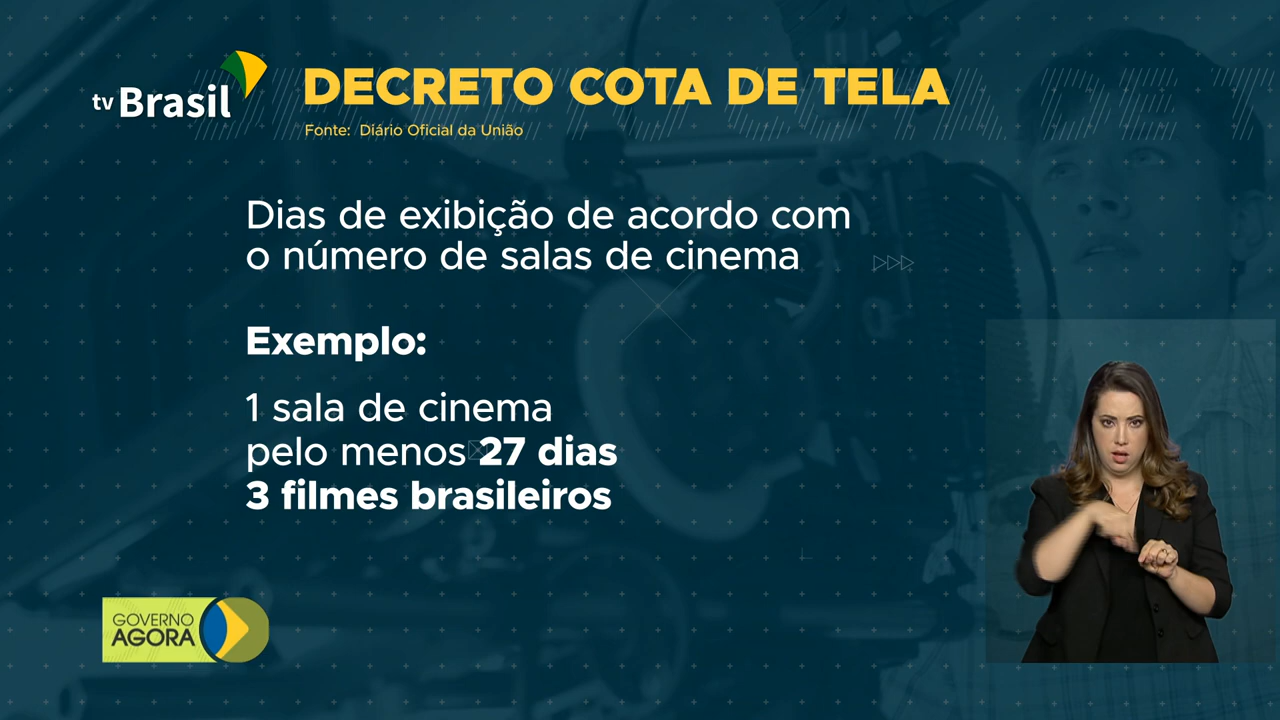 tv Brasil
DECRETO COTA DE TELA
Fonte: Diário Oficial da União
Dias de exibição de acordo com
o número de salas de cinema
Exemplo:
1 sala de cinema
pelo menos 27 dias
3 filmes brasileiros
GOVERNO
AGORA